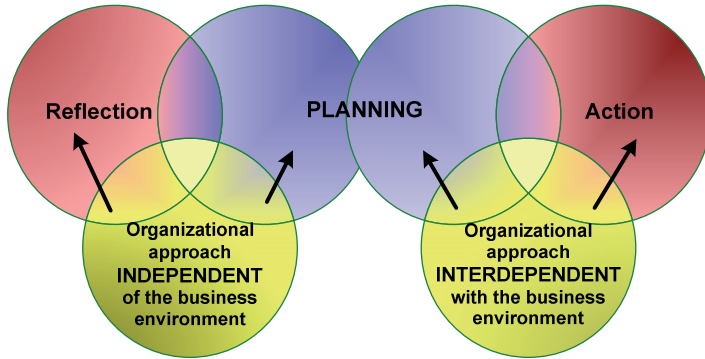 Reflection
PLANNING
Action
Organizational
approach
INDEPENDENT
of the business
environment
Organizational
approach
INTERDEPENDENT
with the business
environment